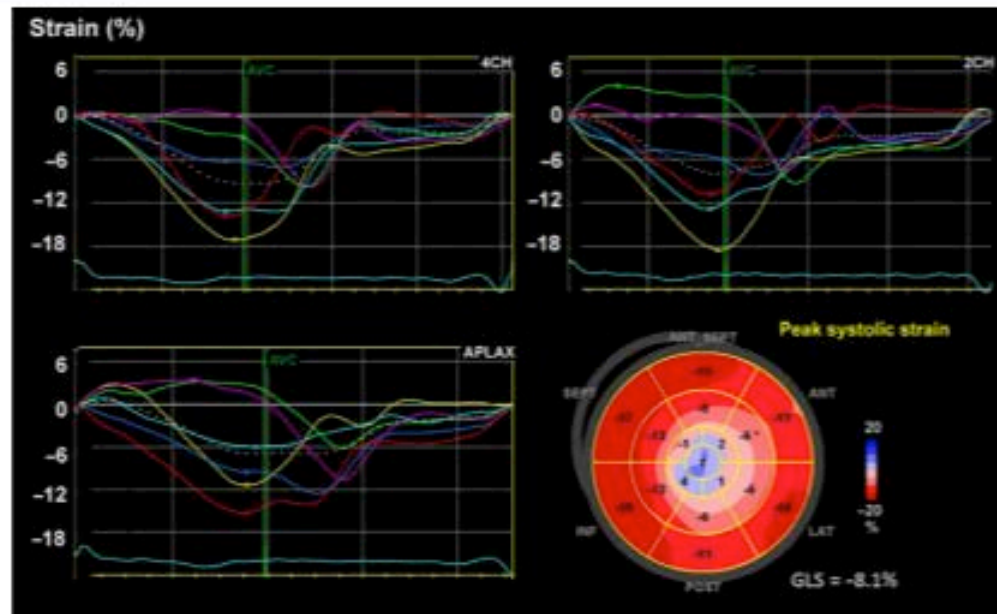 Strain (%)
4CH
AVC
6
0
−6
−12
−18
2CH
AVC
6
0
−6
−12
−18
APLAX
AVC
6
0
−6
−12
−18
Peak systolic strain
ANT_SEPT
SEPT
ANT
INF
LAT
POST
20
−20
%
GLS = −8.1%